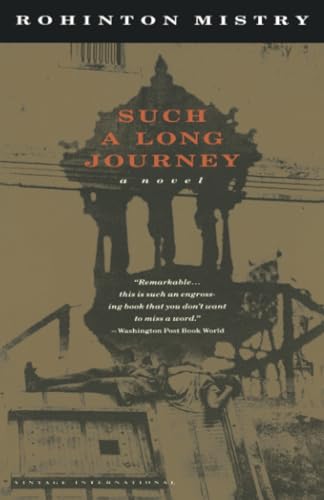 ROHINTON MISTRY
SUCH
A LONG
JOURNEY
a novel
“Remarkable...
this is such an engross-
ing book that you don't want
to miss a word.”
—Washington Post Book World
VINTAGE INTERNATIONAL